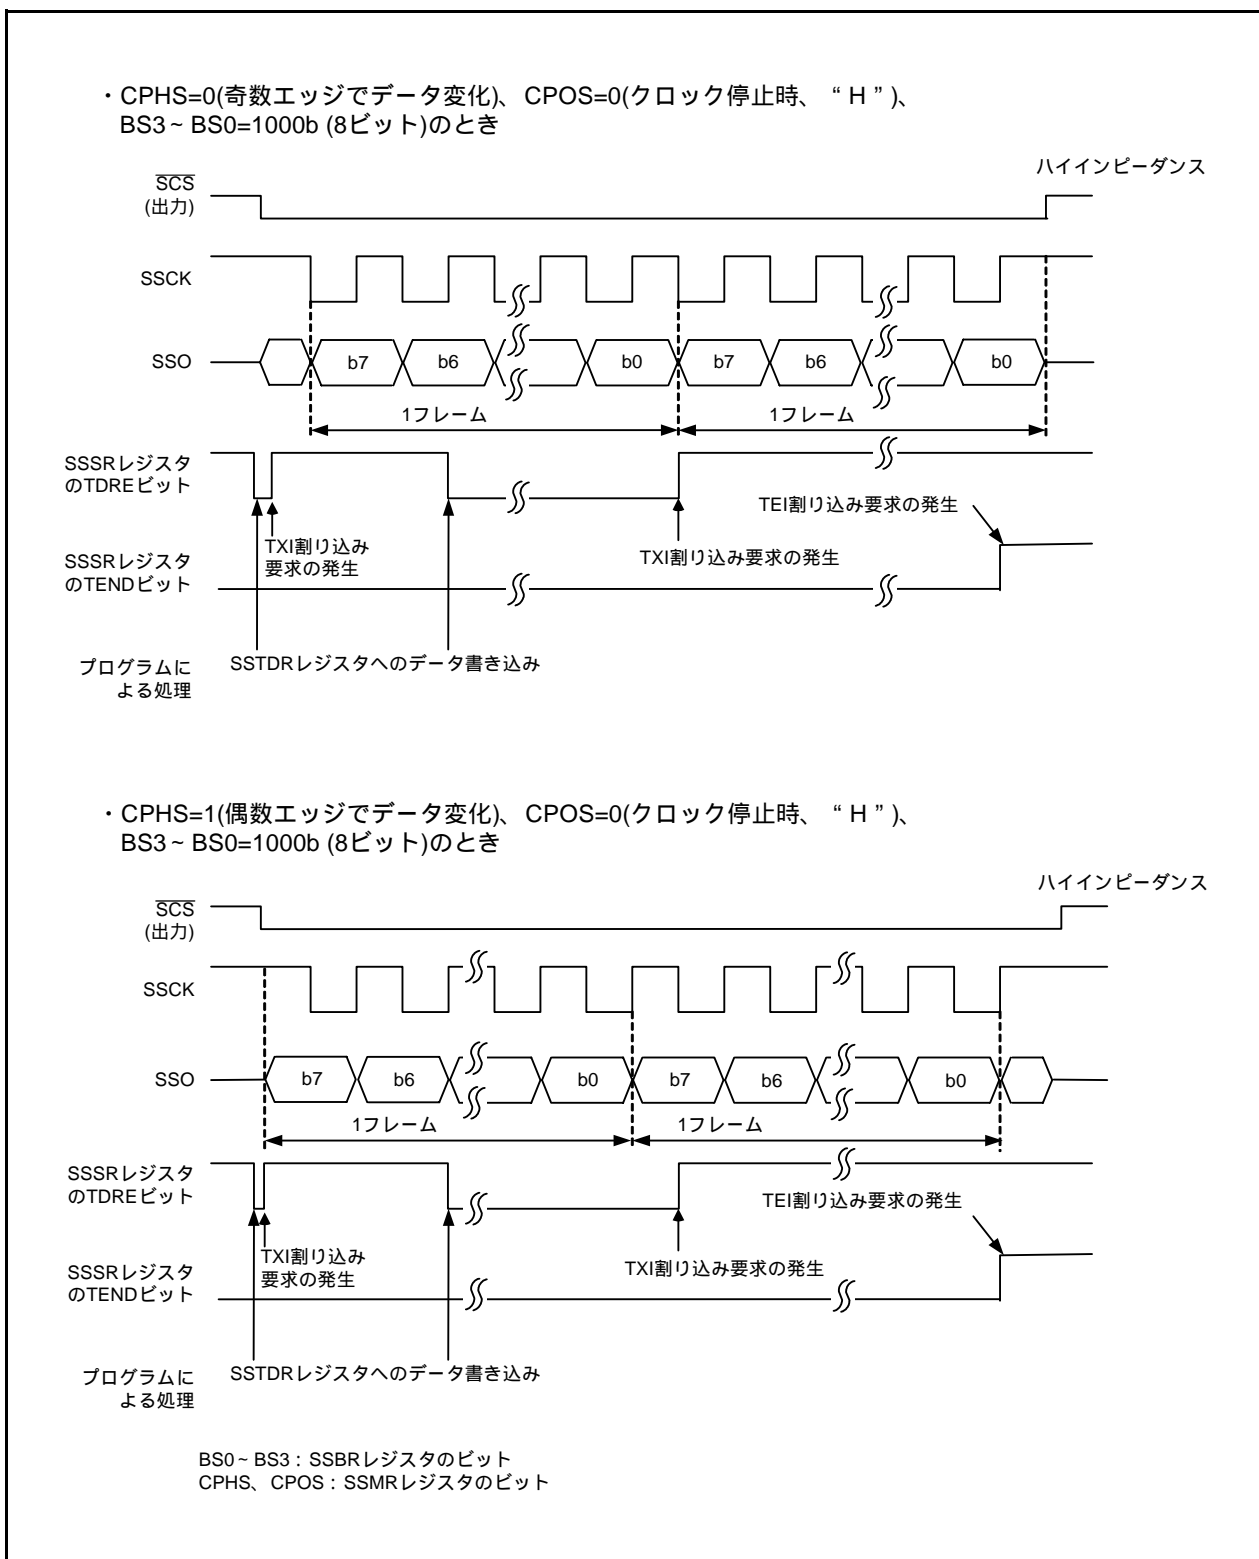 ・CPHS=0(奇数エッジでデータ変化)、CPOS=0(クロック停止時、“H”)、
BS3~BS0=1000b (8ビット)のとき
ハイインピーダンス
SCS
(出力)
SSCK
SSO
b7
b6
b0
b7
b6
b0
1フレーム
1フレーム
SSSRレジスタ
のTDREビット
TEI割り込み要求の発生
TXI割り込み
要求の発生
TXI割り込み要求の発生
SSSRレジスタ
のTENDビット
プログラムに
よる処理
SSTDRレジスタへのデータ書き込み
・CPHS=1(偶数エッジでデータ変化)、CPOS=0(クロック停止時、“H”)、
BS3~BS0=1000b (8ビット)のとき
ハイインピーダンス
SCS
(出力)
SSCK
SSO
b7
b6
b0
b7
b6
b0
1フレーム
1フレーム
SSSRレジスタ
のTDREビット
TEI割り込み要求の発生
TXI割り込み
要求の発生
TXI割り込み要求の発生
SSSRレジスタ
のTENDビット
プログラムに
よる処理
SSTDRレジスタへのデータ書き込み
BS0~BS3:SSBRレジスタのビット
CPHS、CPOS:SSMRレジスタのビット